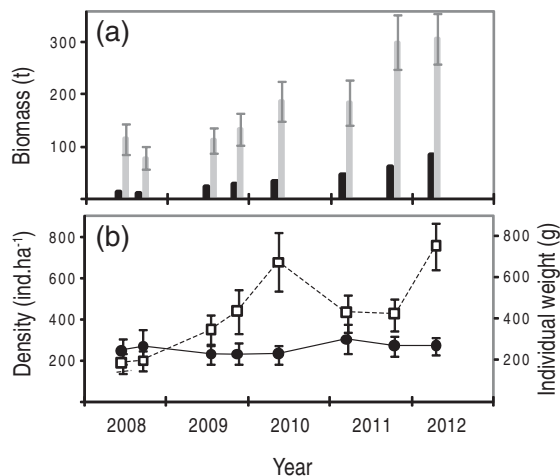 (a)
Biomass (t)
300
200
100
(b)
Density (ind.ha⁻¹)
800
600
400
200
800
600
400
200
Individual weight (g)
2008 2009 2010 2011 2012
Year